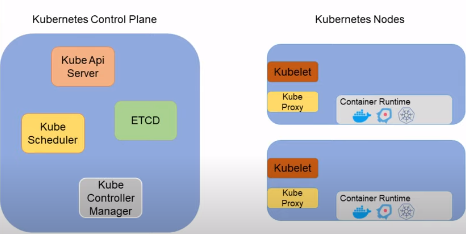 Kubernetes Control Plane
Kube Api
Server
Kube
Scheduler
ETCD
Kube
Controller
Manager
Kubernetes Nodes
Kubelet
Kube
Proxy
Container Runtime
Kubelet
Kube
Proxy
Container Runtime